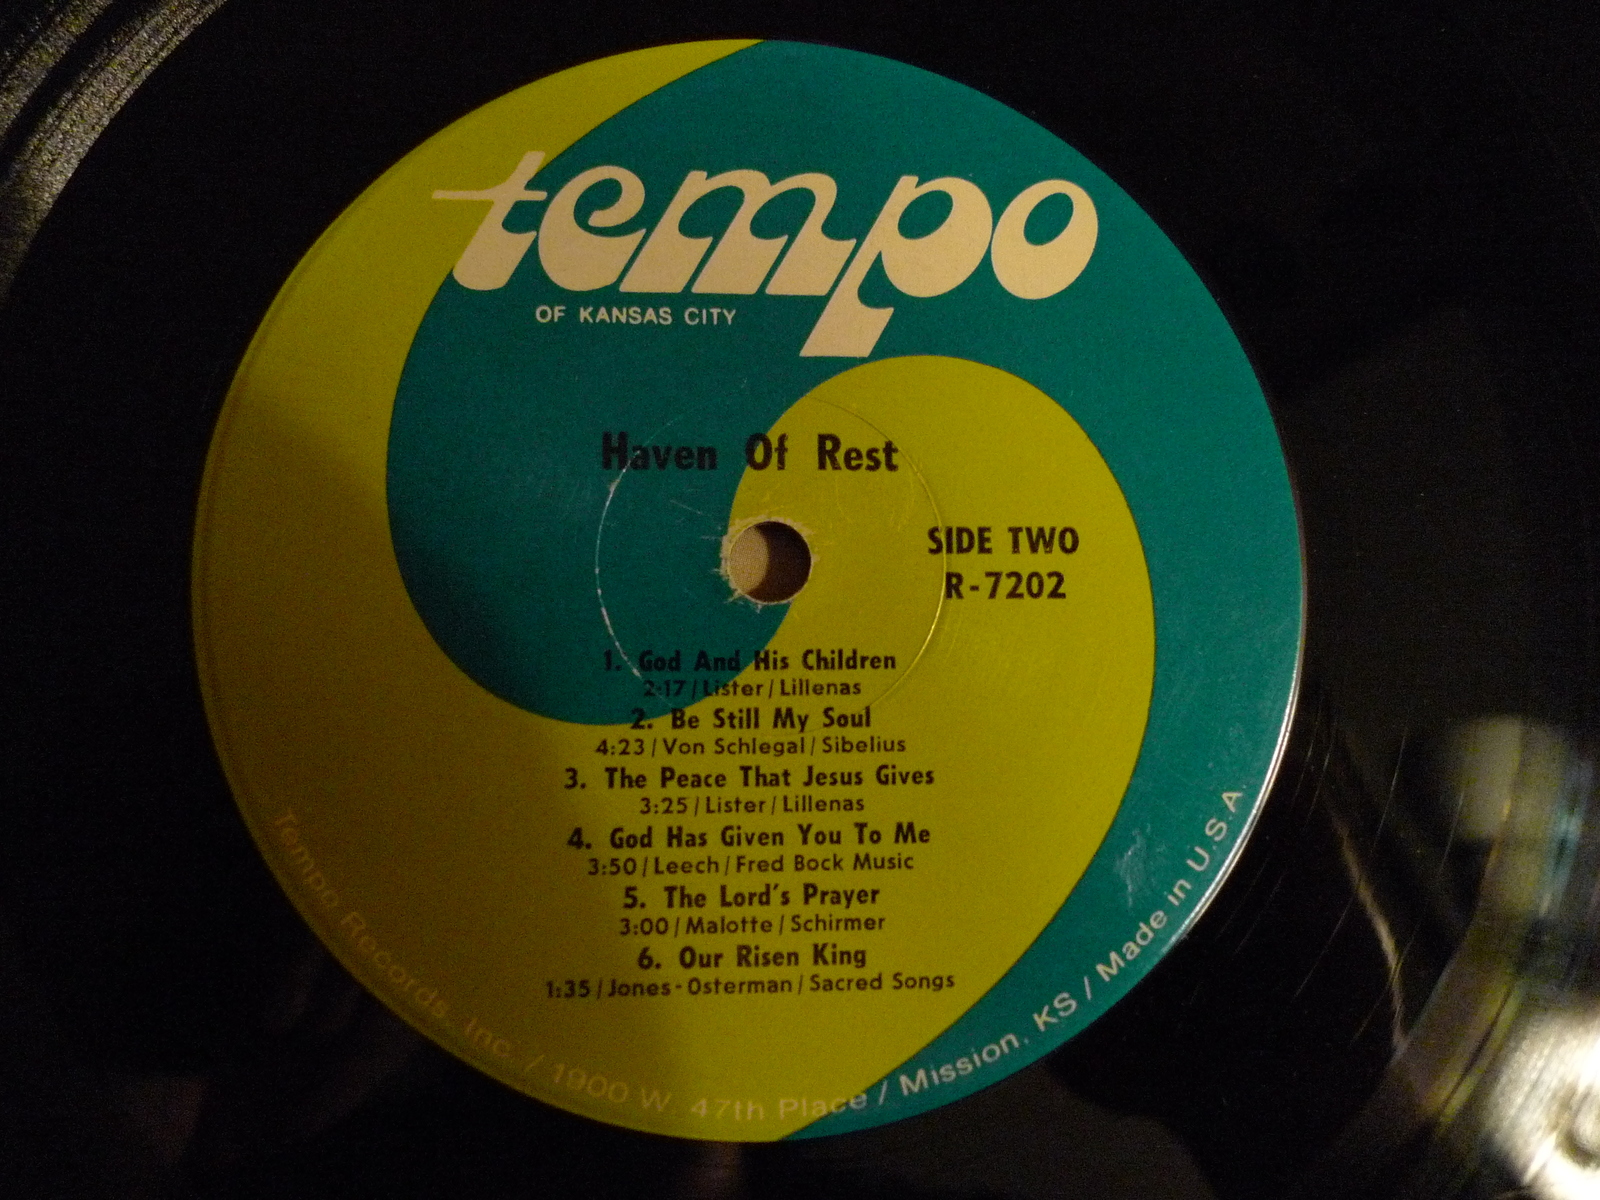 tempo
OF KANSAS CITY
Haven Of Rest
SIDE TWO
R-7202
1. God And His Children
2:17/Lister/Lillenas
2. Be Still My Soul
4:23/Von Schlegal/Sibelius
3. The Peace That Jesus Gives
3:25/Lister/Lillenas
4. God Has Given You To Me
3:50/Leech/Fred Bock Music
5. The Lord's Prayer
3:00/Malotte/Schirmer
6. Our Risen King
1:35/Jones-Osterman/Sacred Songs
Tempo Records, Inc. / 1900 W. 47th Place / Mission, KS / Made in U.S.A.